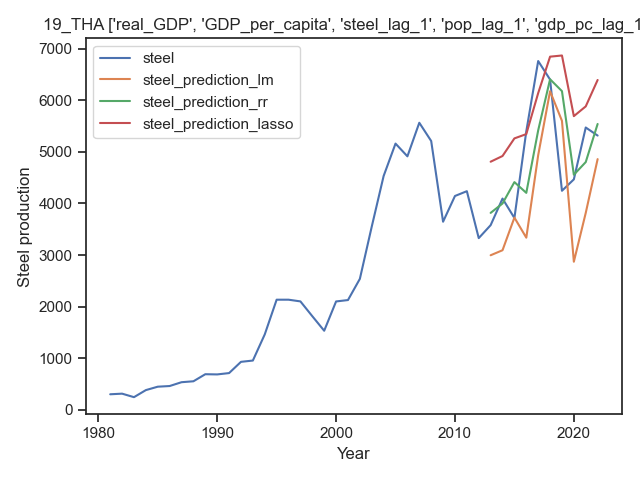 19_THA ['real_GDP', 'GDP_per_capita', 'steel_lag_1', 'pop_lag_1', 'gdp_pc_lag_1
steel
steel_prediction_lm
steel_prediction_rr
steel_prediction_lasso
7000
6000
5000
4000
3000
2000
1000
0
Steel production
1980
1990
2000
2010
2020
Year